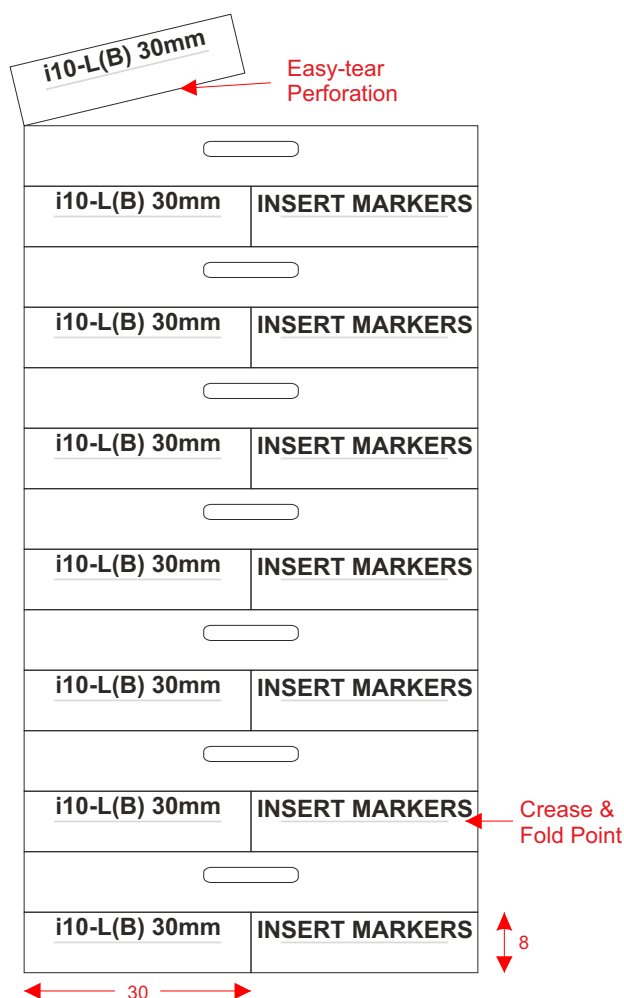 i10-L(B) 30mm
Easy-tear
Perforation
i10-L(B) 30mm INSERT MARKERS
i10-L(B) 30mm INSERT MARKERS
i10-L(B) 30mm INSERT MARKERS
i10-L(B) 30mm INSERT MARKERS
i10-L(B) 30mm INSERT MARKERS
i10-L(B) 30mm INSERT MARKERS
Crease &
Fold Point
i10-L(B) 30mm INSERT MARKERS
8
30